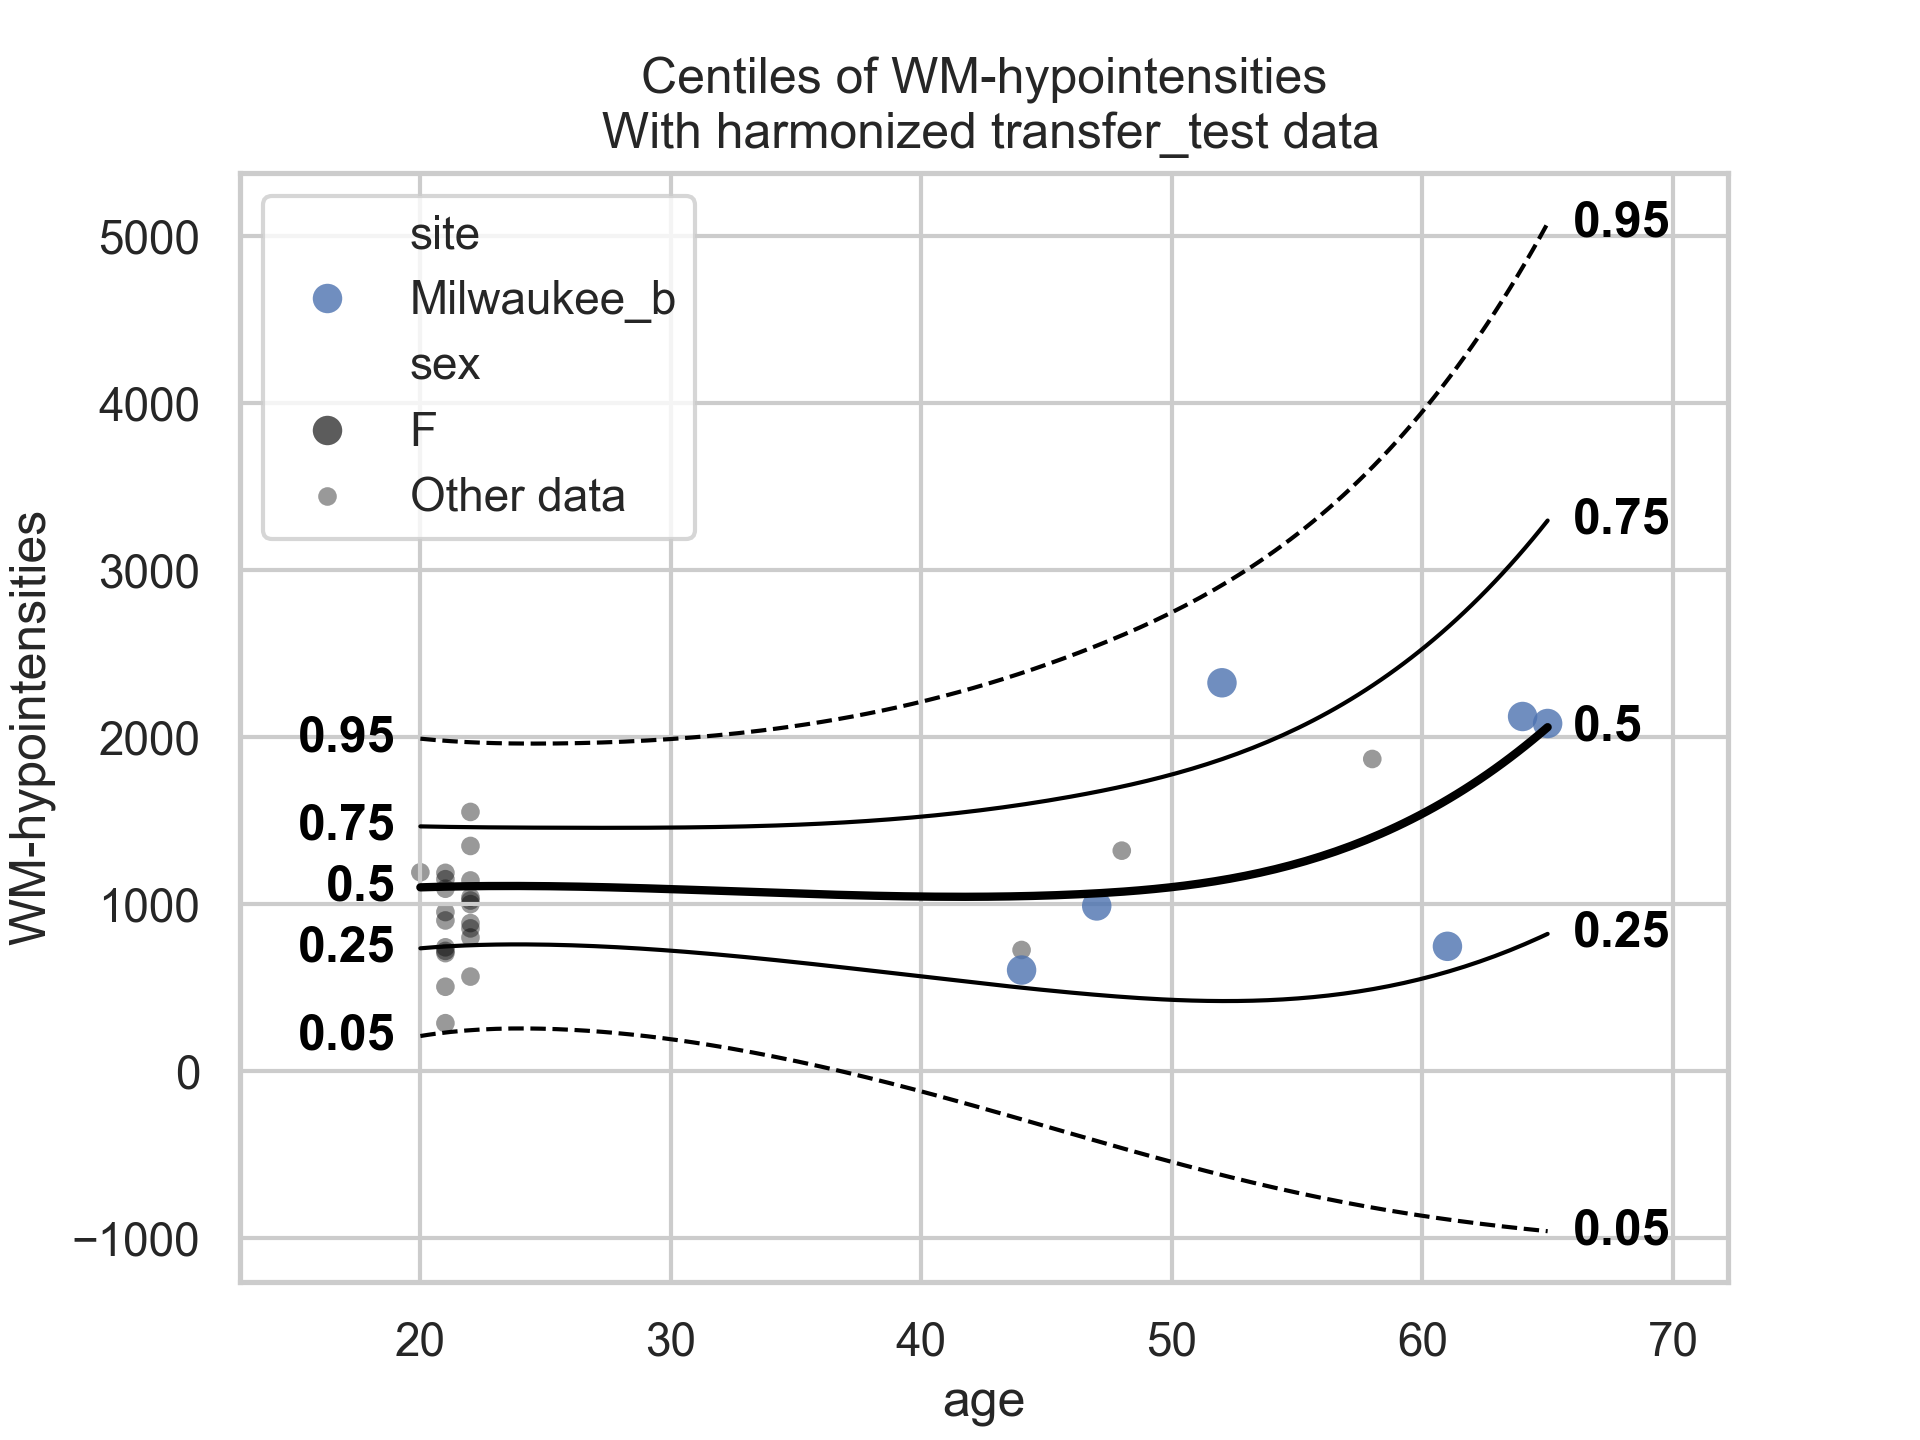 Centiles of WM-hypointensities
With harmonized transfer_test data
WM-hypointensities
5000
4000
3000
2000
1000
0
−1000
site
Milwaukee_b
sex
F
Other data
0.95
0.75
0.5
0.25
0.05
0.95
0.75
0.5
0.25
0.05
20 30 40 50 60 70
age